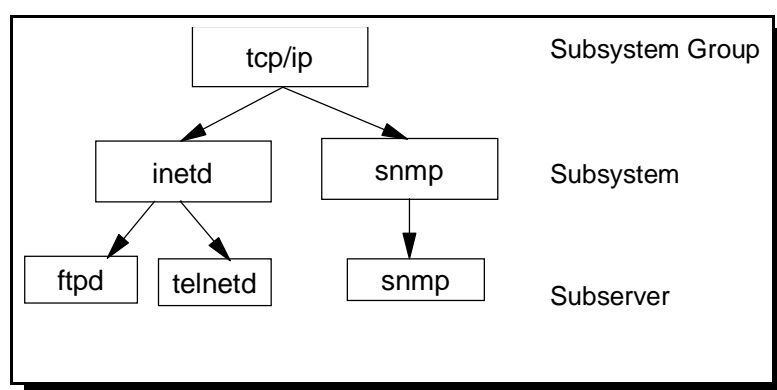 tcp/ip Subsystem Group
inetd snmp Subsystem
ftpd telnetd snmp Subserver